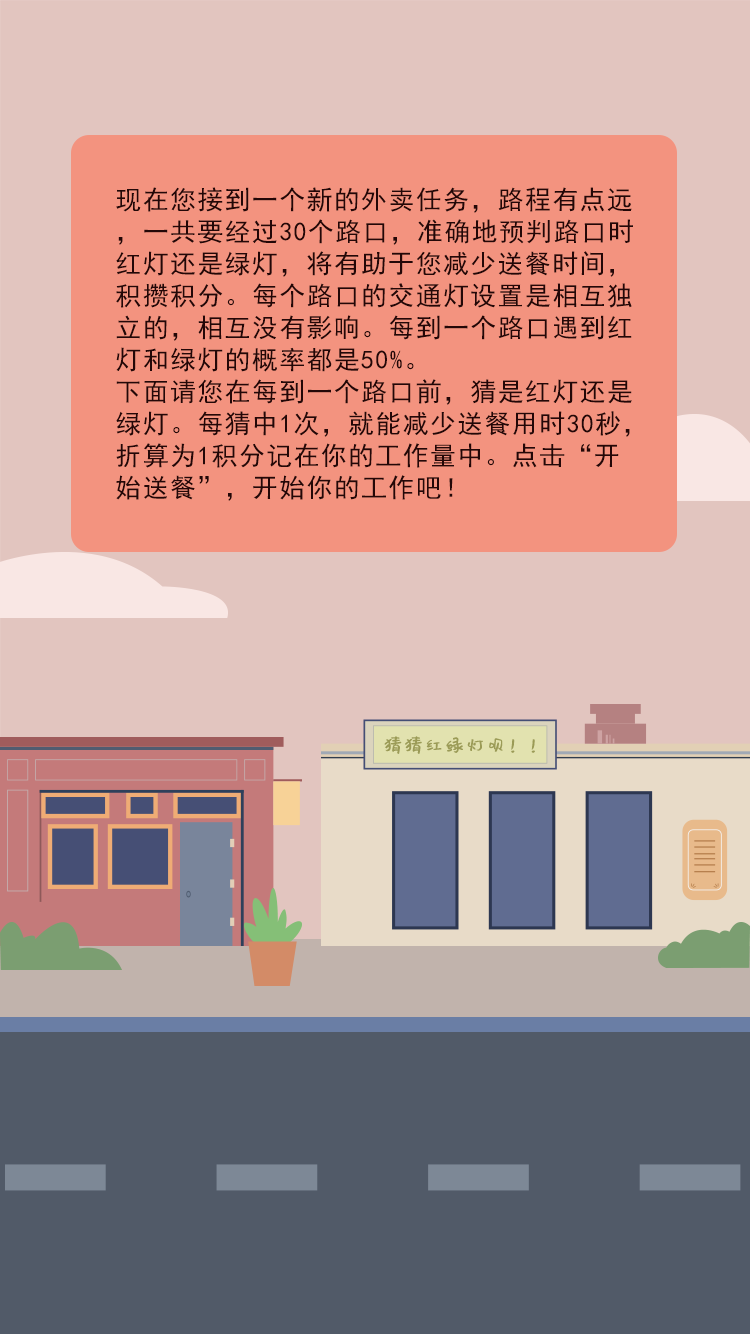 现在您接到一个新的外卖任务，路程有点远
，一共要经过30个路口，准确地预判路口时
红灯还是绿灯，将有助于您减少送餐时间，
积攒积分。每个路口的交通灯设置是相互独
立的，相互没有影响。每到一个路口遇到红
灯和绿灯的概率都是50%。
下面请您在每到一个路口前，猜是红灯还是
绿灯。每猜中1次，就能减少送餐用时30秒，
折算为1积分记在你的工作量中。点击“开
始送餐”，开始你的工作吧！
猜猜红绿灯呗！！